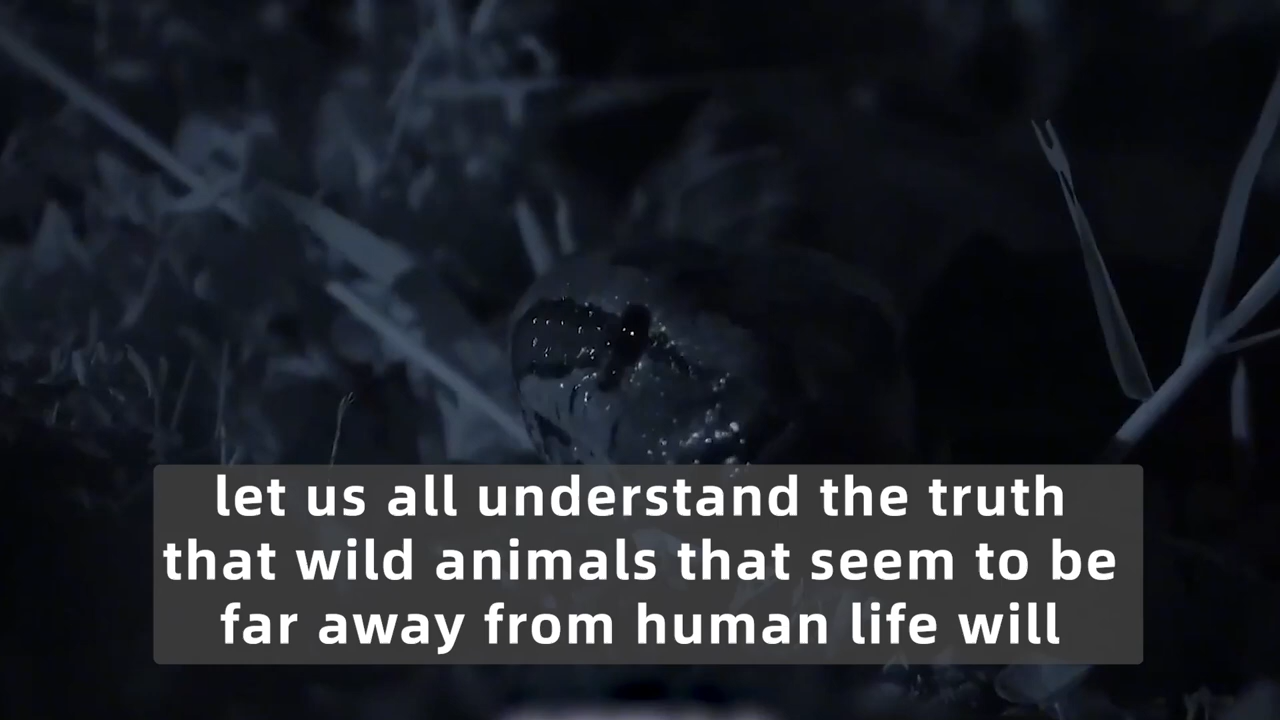 let us all understand the truth
that wild animals that seem to be
far away from human life will